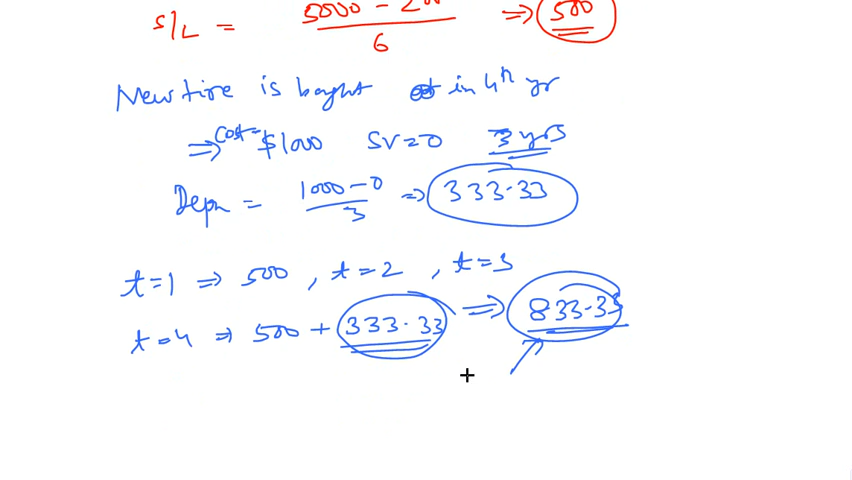 S/L = 5000 - 200 / 6 ⇒ 500
New tire is bought in 4th yr
⇒ Cost = $1000 SV=0 3 yrs
Depn = 1000-0 / 3 ⇒ 333.33
t=1 ⇒ 500, t=2, t=3
t=4 ⇒ 500 + 333.33 ⇒ 833.33